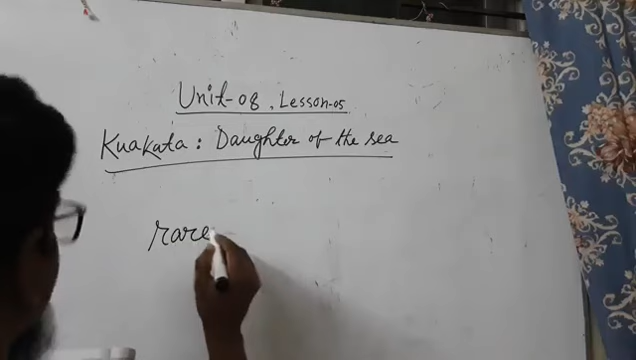 Unit-08, Lesson-05
Kuakata: Daughter of the sea
rare